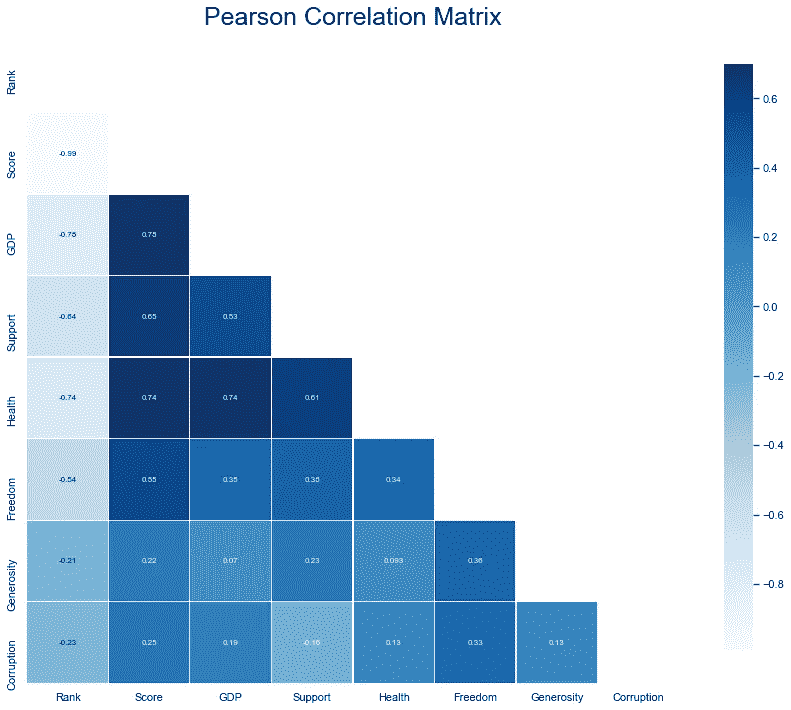 Pearson Correlation Matrix
Rank
Score
-0.99
GDP
-0.78
0.78
Support
-0.64
0.65
0.53
Health
-0.74
0.74
0.74
0.61
Freedom
-0.54
0.55
0.35
0.35
0.34
Generosity
-0.21
0.22
0.07
0.23
0.093
0.36
Corruption
-0.23
0.25
0.19
-0.16
0.13
0.33
0.13
Rank
Score
GDP
Support
Health
Freedom
Generosity
Corruption
0.6
0.4
0.2
0.0
−0.2
−0.4
−0.6
−0.8